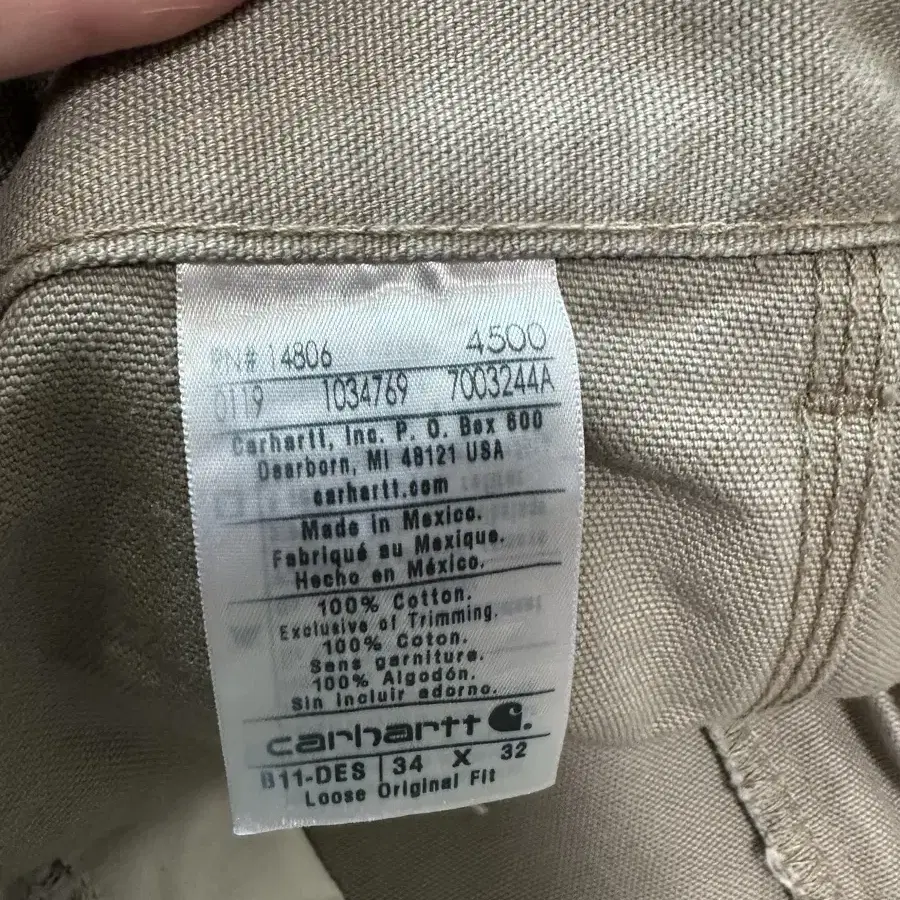 PN# 14806 4500
0119 1034769 7003244A
Carhartt, Inc. P. O. Box 600
Dearborn, MI 48121 USA
carhartt.com
Made in Mexico.
Fabriqué au Mexique.
Hecho en México.
100% Cotton.
Exclusive of Trimming.
100% Coton.
Sans garniture.
100% Algodón.
Sin incluir adorno.
carhartt
B11-DES 34 X 32
Loose Original Fit